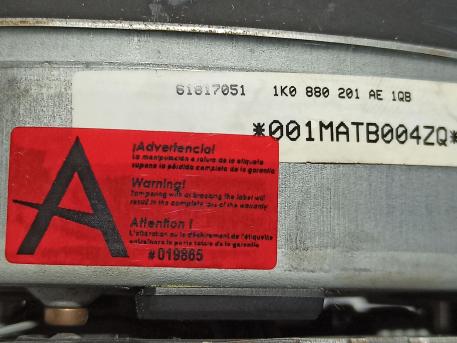 61817051 1K0 880 201 AE 1QB
*001MATB004ZQ*
A
¡Advertencia!
La manipulación o rotura de la etiqueta
supone la pérdida completa de la garantía
Warning!
Tampering with or breaking the label will
result in the complete loss of the warranty
Attention !
L'altération ou le déchirement de l'étiquette
entraînera la perte totale de la garantie
#019865